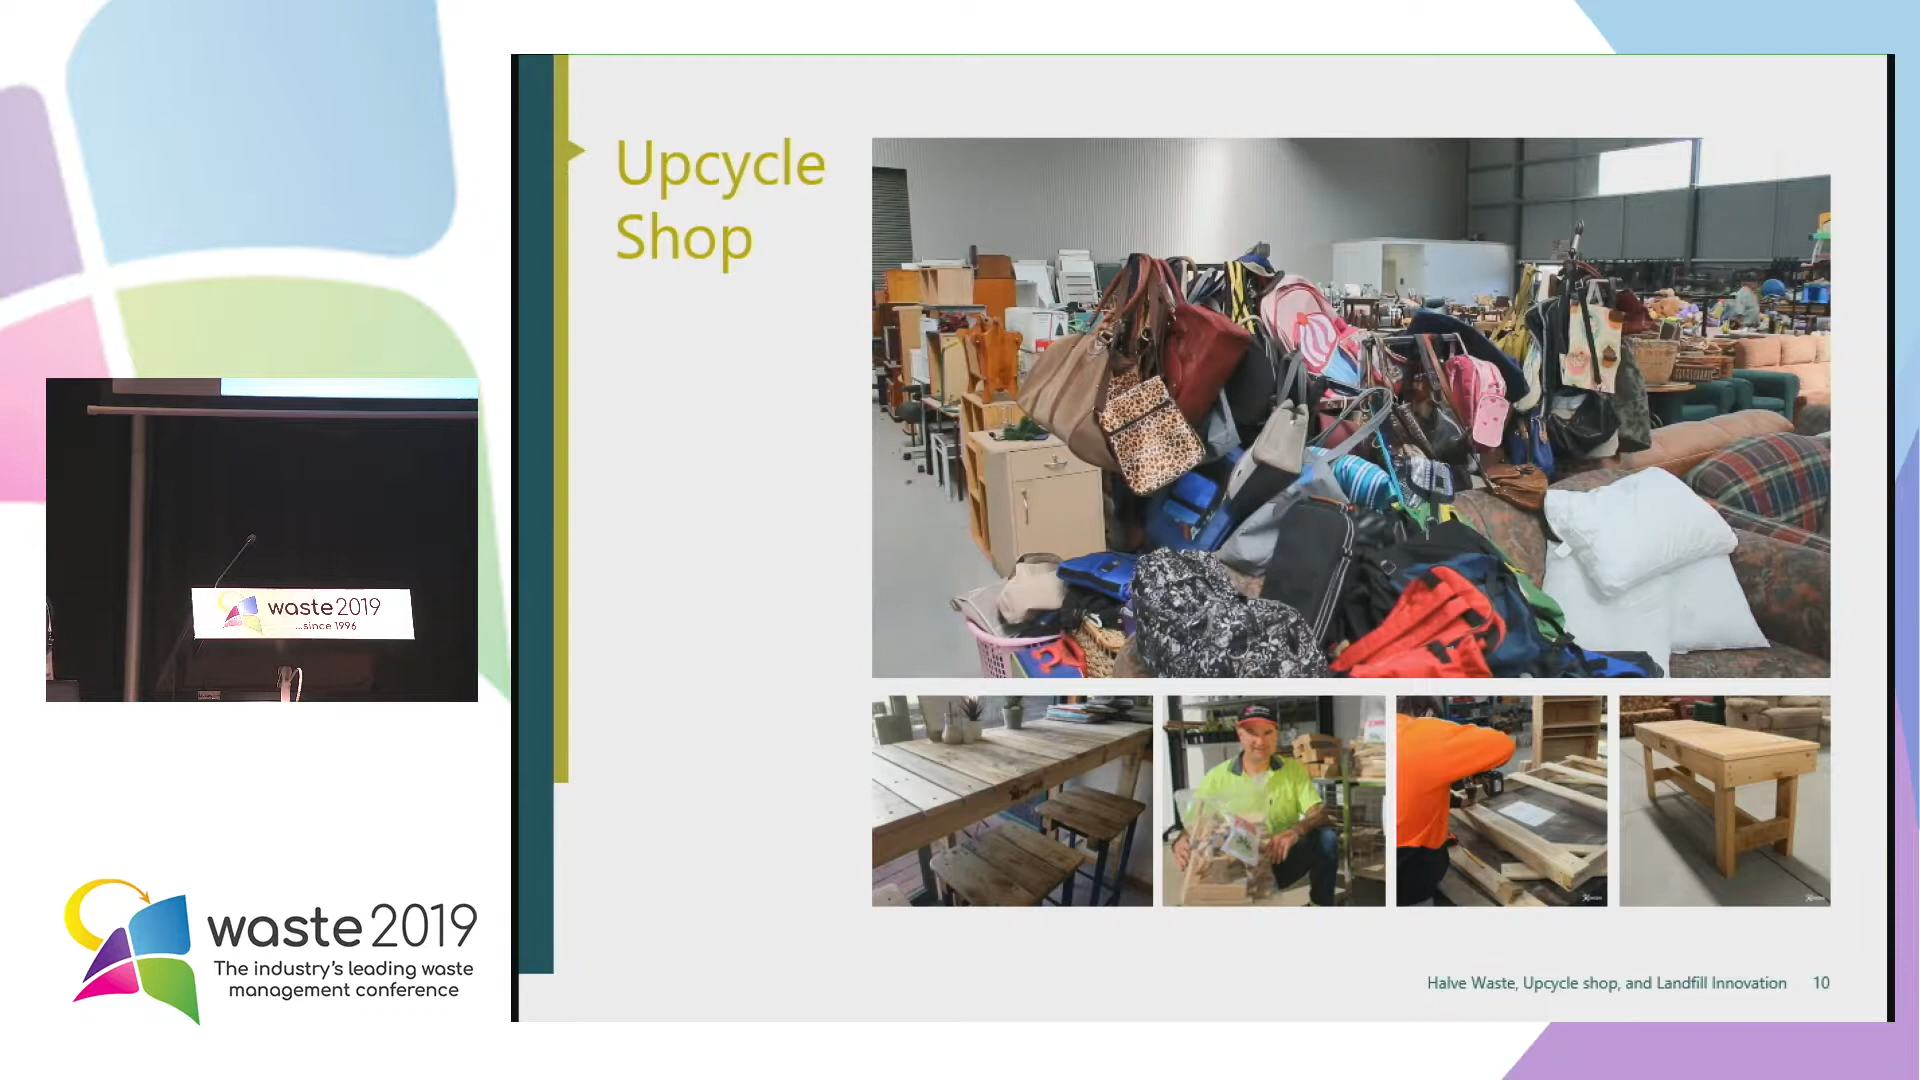 Upcycle
Shop
waste 2019
...since 1996
waste 2019
The industry's leading waste
management conference
Halve Waste, Upcycle shop, and Landfill Innovation 10